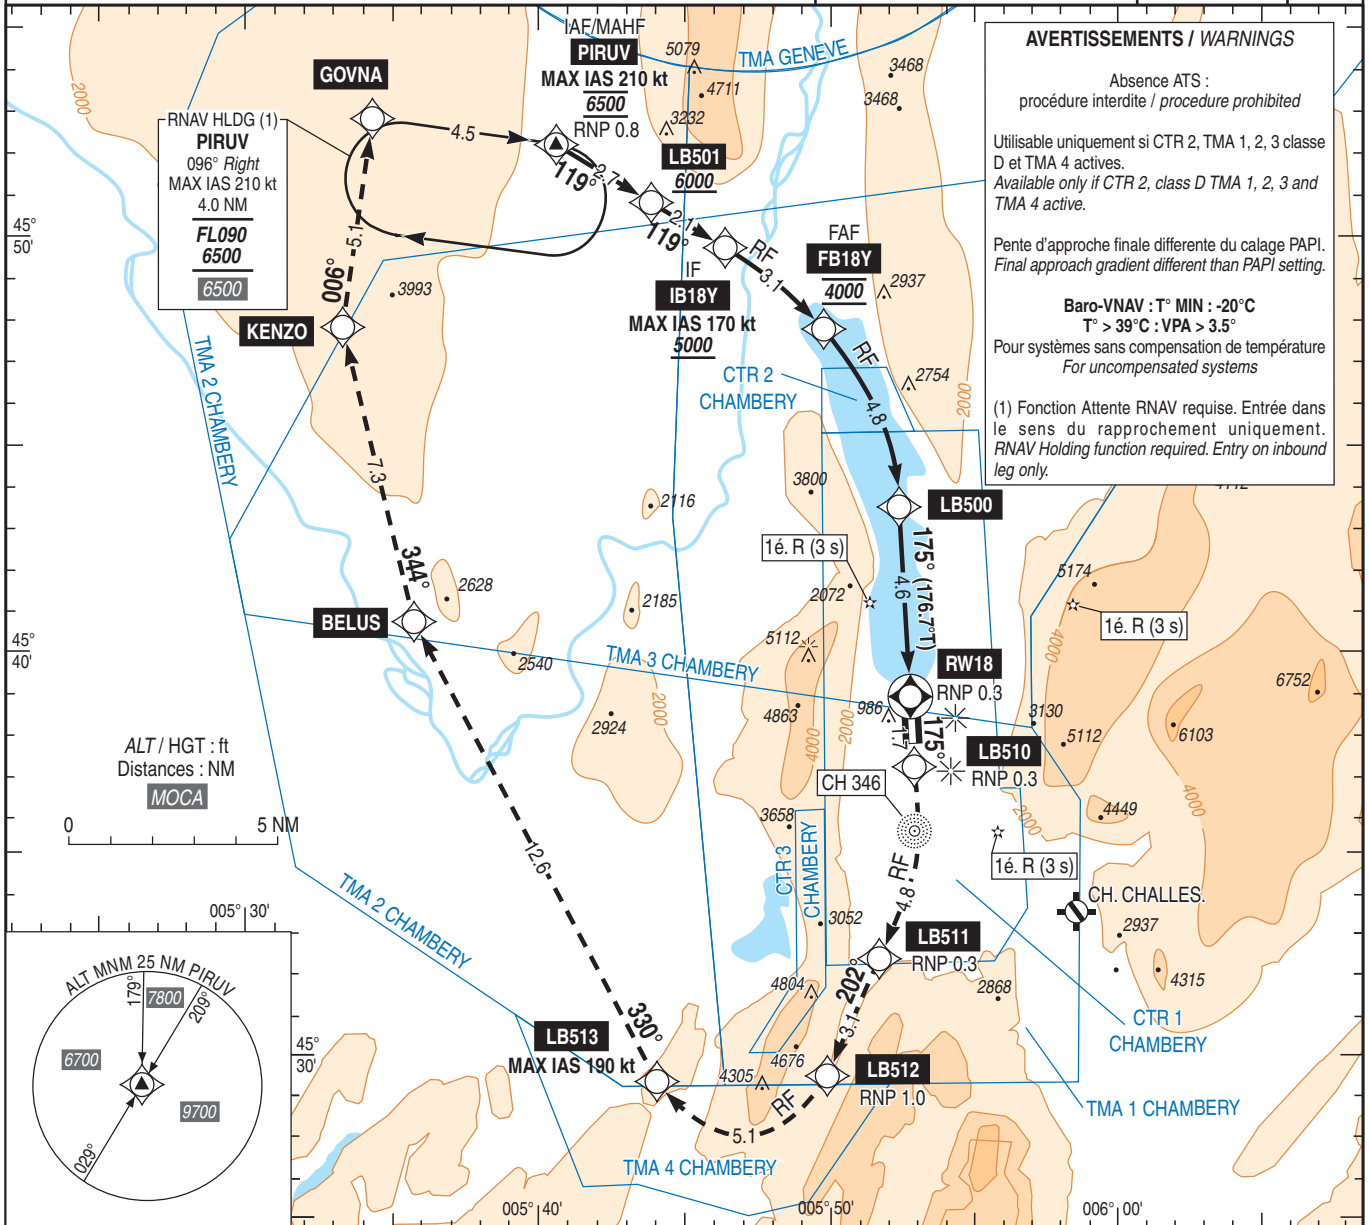 IAF/MAHF
PIRUV
MAX IAS 210 kt
6500
RNP 0.8
GOVNA
RNAV HLDG (1)
PIRUV
096° Right
MAX IAS 210 kt
4.0 NM
FL090
6500
6500
2000
4.5
5079
4711
3232
TMA GENEVE
3468
3468
LB501
6000
119°
2.7
2.1
119°
45°
50'
5.1
006°
3993
KENZO
IF
IB18Y
MAX IAS 170 kt
5000
RF
3.1
FAF
FB18Y
4000
2937
RF
2754
2000
4.8
CTR 2
CHAMBERY
TMA 2 CHAMBERY
7.3
344°
2116
3800
LB500
1é. R (3 s)
175° (176.7°T)
4.6
2072
5174
1é. R (3 s)
4000
2628
2185
BELUS
2540
45°
40'
TMA 3 CHAMBERY
5112
RW18
RNP 0.3
6752
2924
2000
4863
2000
4000
986
1.7
175°
3130
5112
6103
LB510
RNP 0.3
ALT / HGT : ft
Distances : NM
MOCA
0
5 NM
CH 346
2000
4000
4449
3658
12.6
CTR 3
CHAMBERY
RF
4.8
1é. R (3 s)
CH. CHALLES.
TMA 2 CHAMBERY
3052
LB511
RNP 0.3
2937
4315
005° 30'
ALT MNM 25 NM PIRUV
179°
7800
209°
6700
9700
029°
4804
202°
3.1
2868
330°
LB513
MAX IAS 190 kt
45°
30'
CTR 1
CHAMBERY
4676
4305
LB512
RNP 1.0
RF
5.1
TMA 1 CHAMBERY
TMA 4 CHAMBERY
005° 40'
005° 50'
006° 00'
AVERTISSEMENTS / WARNINGS
Absence ATS :
procédure interdite / procedure prohibited
Utilisable uniquement si CTR 2, TMA 1, 2, 3 classe
D et TMA 4 actives.
Available only if CTR 2, class D TMA 1, 2, 3 and
TMA 4 active.
Pente d'approche finale differente du calage PAPI.
Final approach gradient different than PAPI setting.
Baro-VNAV : T° MIN : -20°C
T° > 39°C : VPA > 3.5°
Pour systèmes sans compensation de température
For uncompensated systems
(1) Fonction Attente RNAV requise. Entrée dans
le sens du rapprochement uniquement.
RNAV Holding function required. Entry on inbound
leg only.